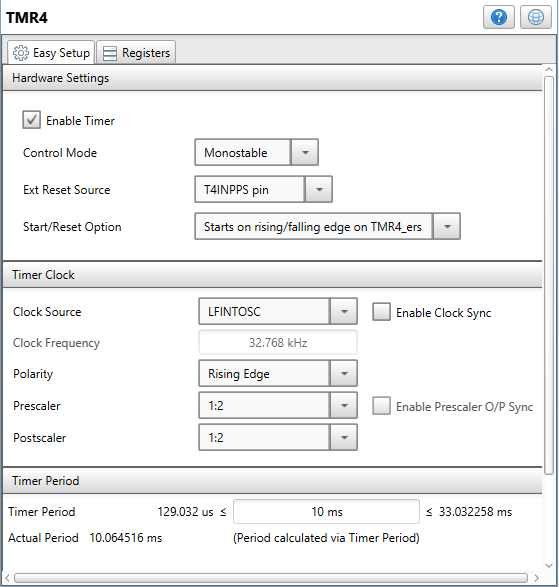 TMR4
Easy Setup Registers
Hardware Settings
Enable Timer
Control Mode Monostable
Ext Reset Source T4INPPS pin
Start/Reset Option Starts on rising/falling edge on TMR4_ers
Timer Clock
Clock Source LFINTOSC Enable Clock Sync
Clock Frequency 32.768 kHz
Polarity Rising Edge
Prescaler 1:2 Enable Prescaler O/P Sync
Postscaler 1:2
Timer Period
Timer Period 129.032 us ≤ 10 ms ≤ 33.032258 ms
Actual Period 10.064516 ms (Period calculated via Timer Period)